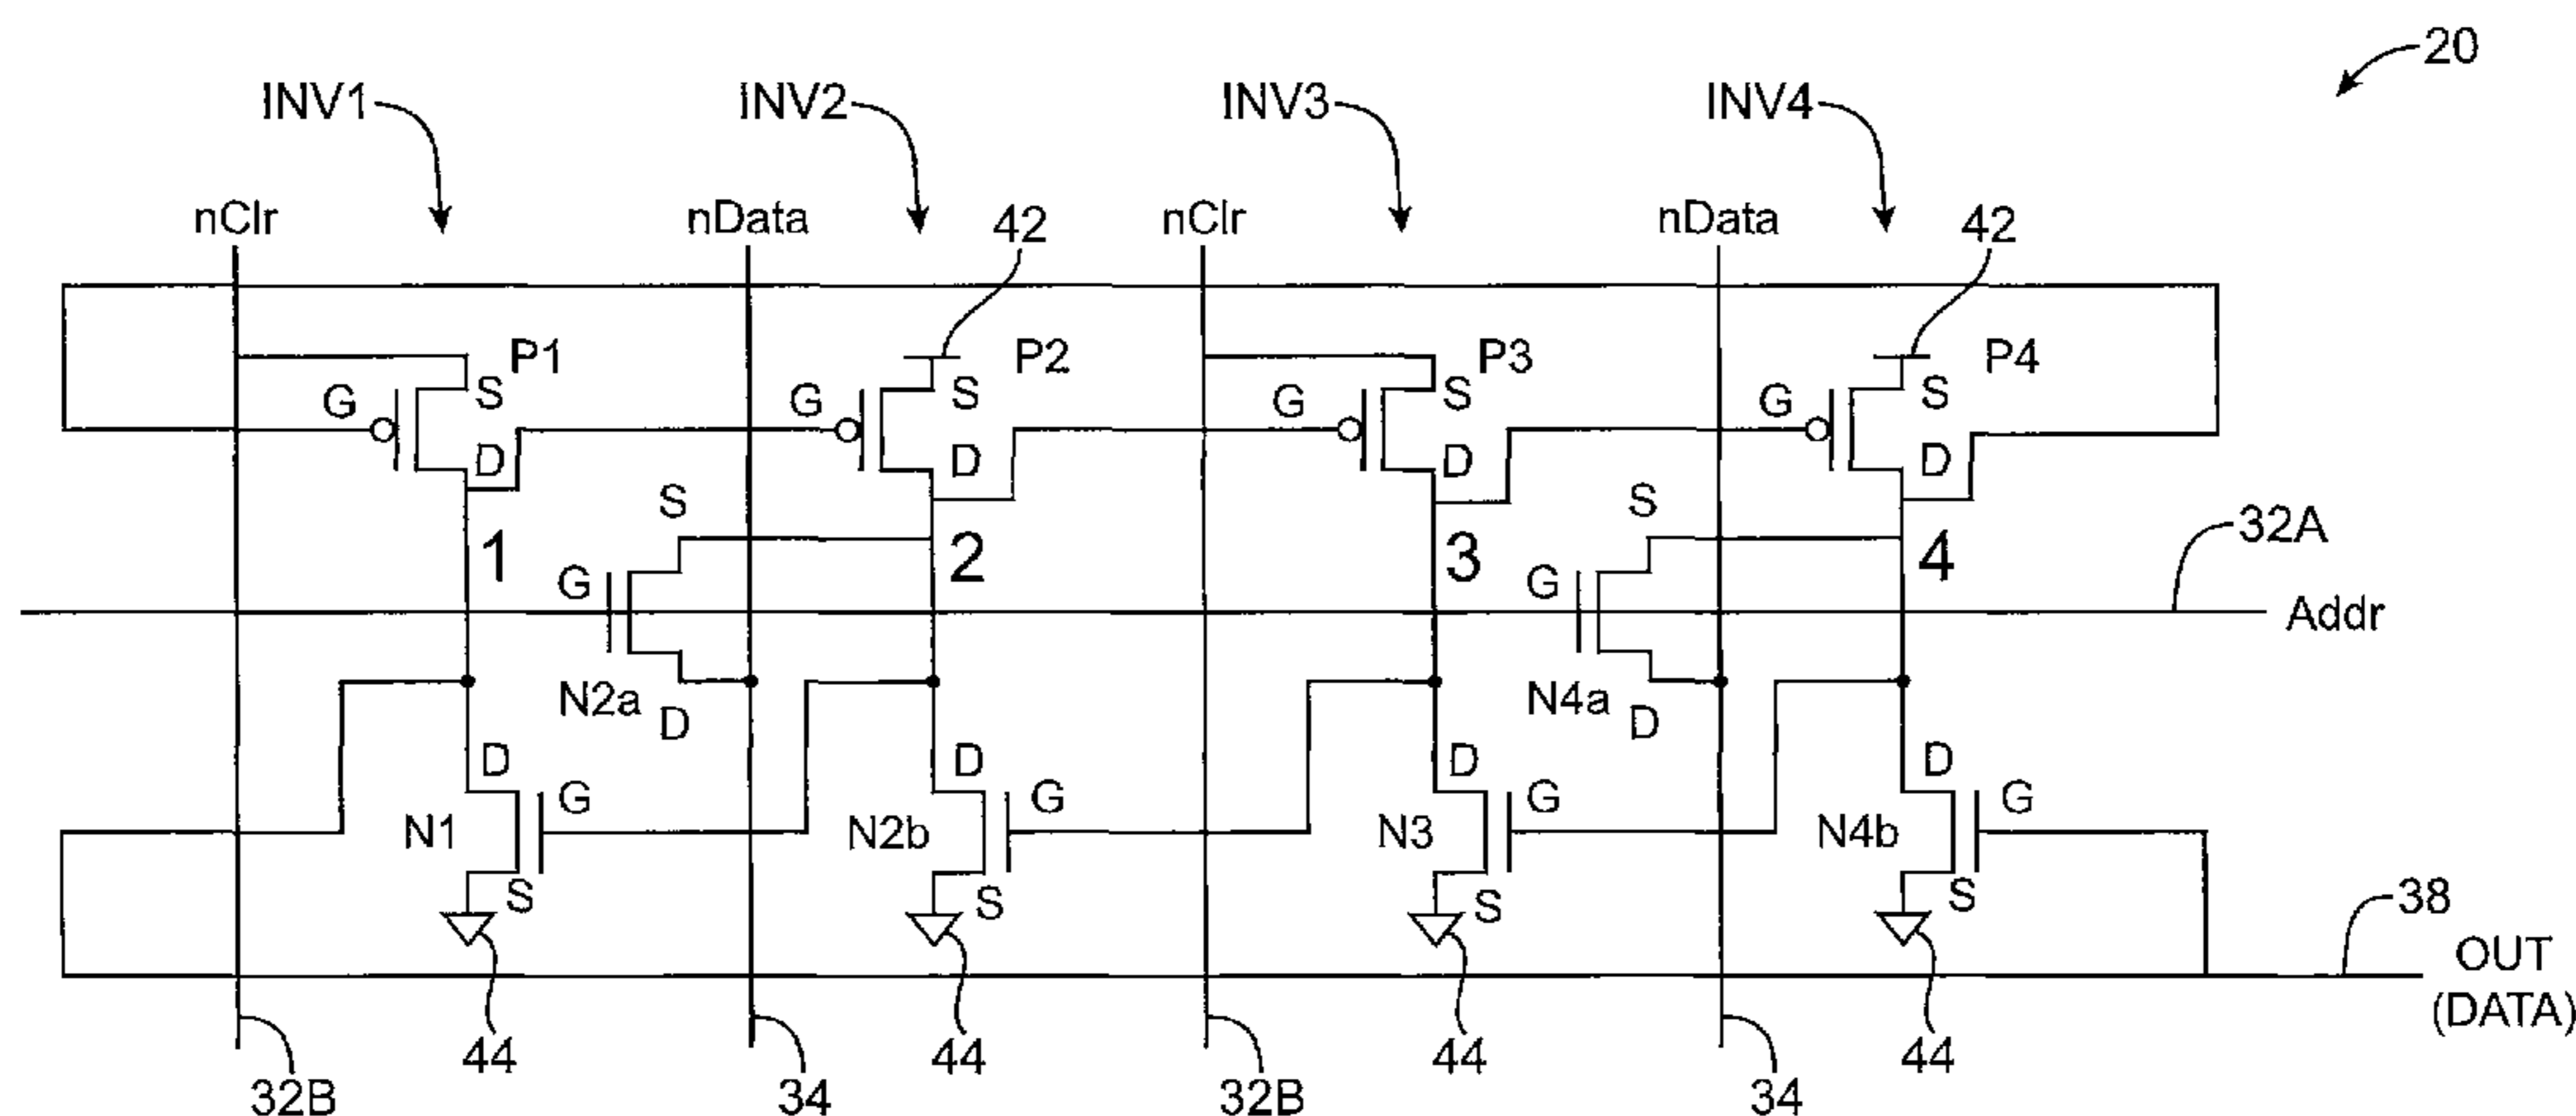 20
INV1 INV2 INV3 INV4
nClr nData 42 nClr nData 42
P1 P2 P3 P4
G S G S G S G S
D D D D
S S
1 2 3 4 32A
G G Addr
N2a D N4a D
D D D D
G G G G
N1 N2b N3 N4b
S S S S 38
OUT
(DATA)
44 44 44 44
32B 34 32B 34